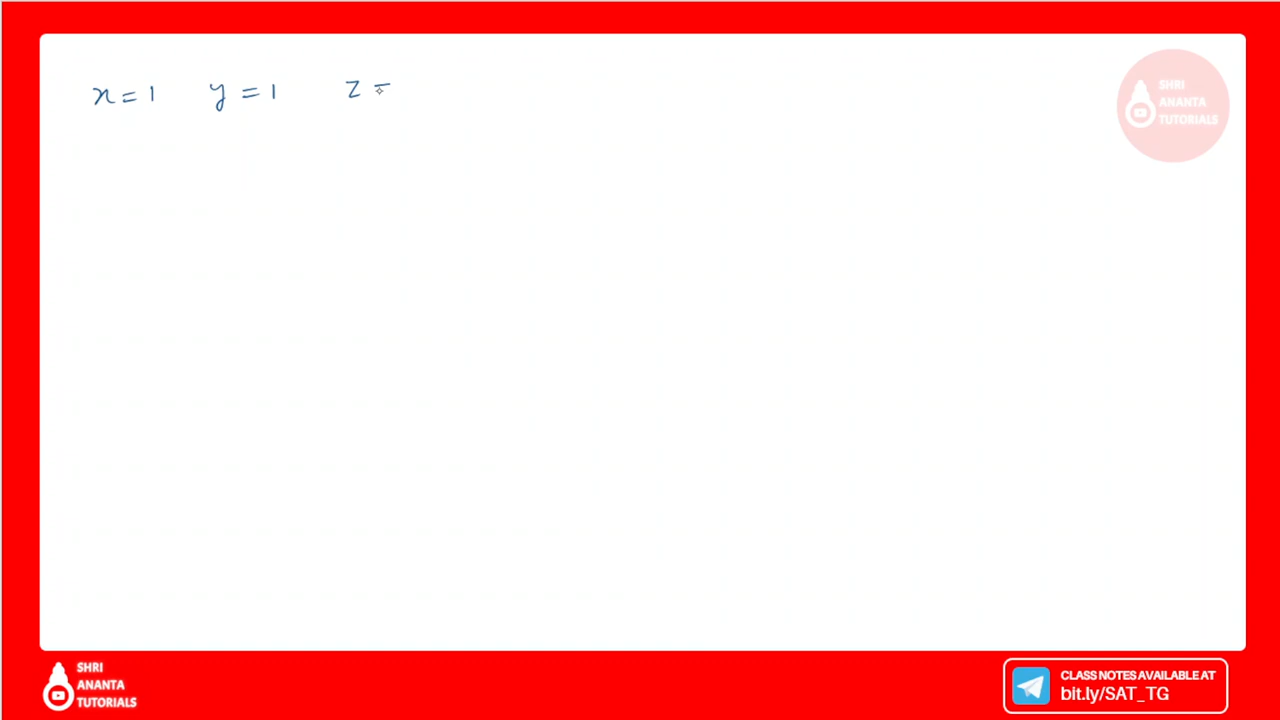 x = 1 y = 1 z =
SHRI
ANANTA
TUTORIALS
SHRI
ANANTA
TUTORIALS
CLASS NOTES AVAILABLE AT
bit.ly/SAT_TG